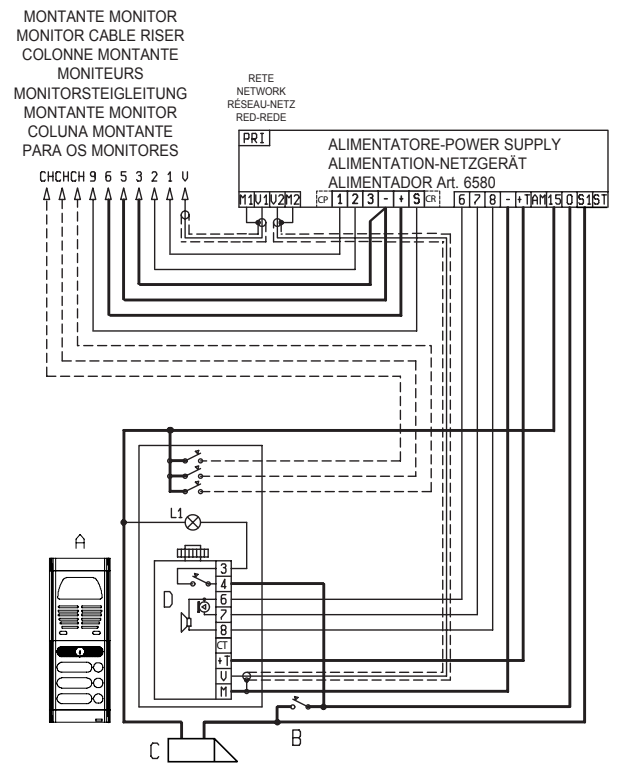 MONTANTE MONITOR
MONITOR CABLE RISER
COLONNE MONTANTE
MONITEURS
MONITORSTEIGLEITUNG
MONTANTE MONITOR
COLUNA MONTANTE
PARA OS MONITORES
RETE
NETWORK
RÉSEAU-NETZ
RED-REDE
PRI
ALIMENTATORE-POWER SUPPLY
ALIMENTATION-NETZGERÄT
ALIMENTADOR Art. 6580
CH CH CH 9 6 5 3 2 1 V
M1 V1 V2 M2 CP 1 2 3 - + S CR 6 7 8 - +T AM 15 0 S1 ST
L1
A
D
3
4
6
7
8
CT
+T
V
M
B
C